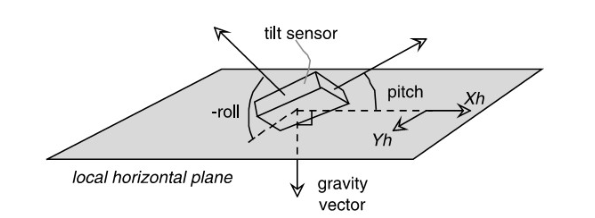 tilt sensor
-roll
pitch
Xh
Yh
local horizontal plane
gravity
vector